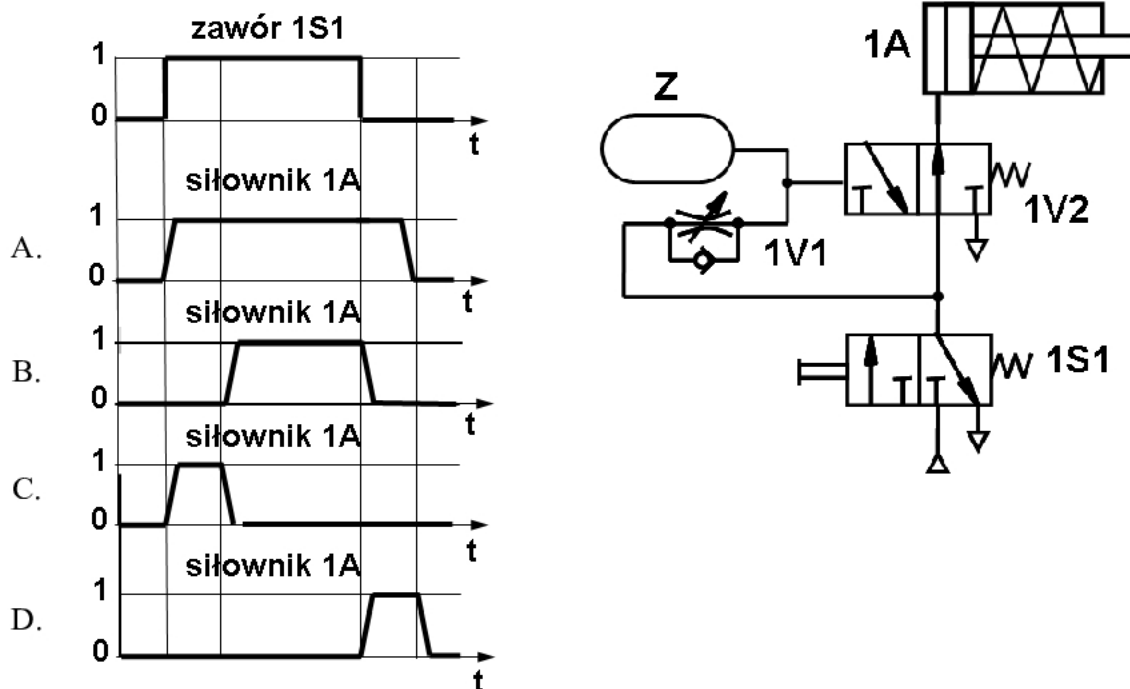 zawór 1S1
1
0
t
A.
siłownik 1A
1
0
t
B.
siłownik 1A
1
0
t
C.
siłownik 1A
1
0
t
D.
siłownik 1A
1
0
t
1A
Z
1V2
1V1
1S1